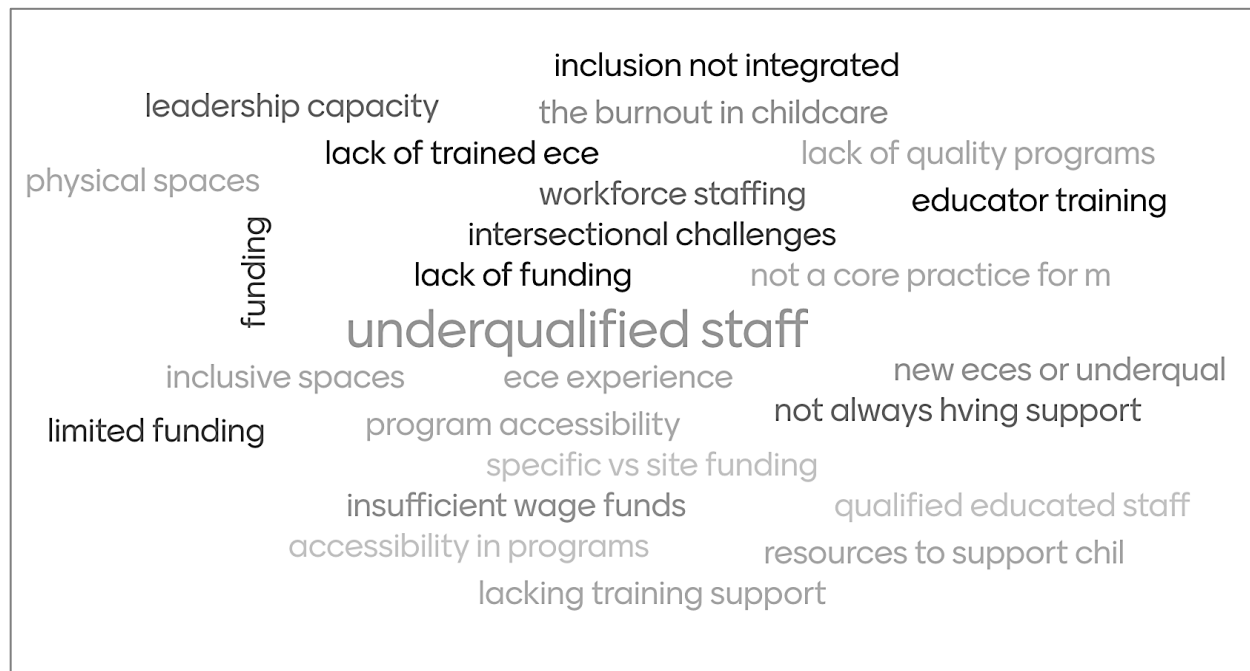 inclusion not integrated
leadership capacity
the burnout in childcare
lack of trained ece
lack of quality programs
physical spaces
workforce staffing
educator training
funding
intersectional challenges
lack of funding
not a core practice for m
underqualified staff
inclusive spaces
ece experience
new eces or underqual
not always hving support
limited funding
program accessibility
specific vs site funding
insufficient wage funds
qualified educated staff
accessibility in programs
resources to support chil
lacking training support